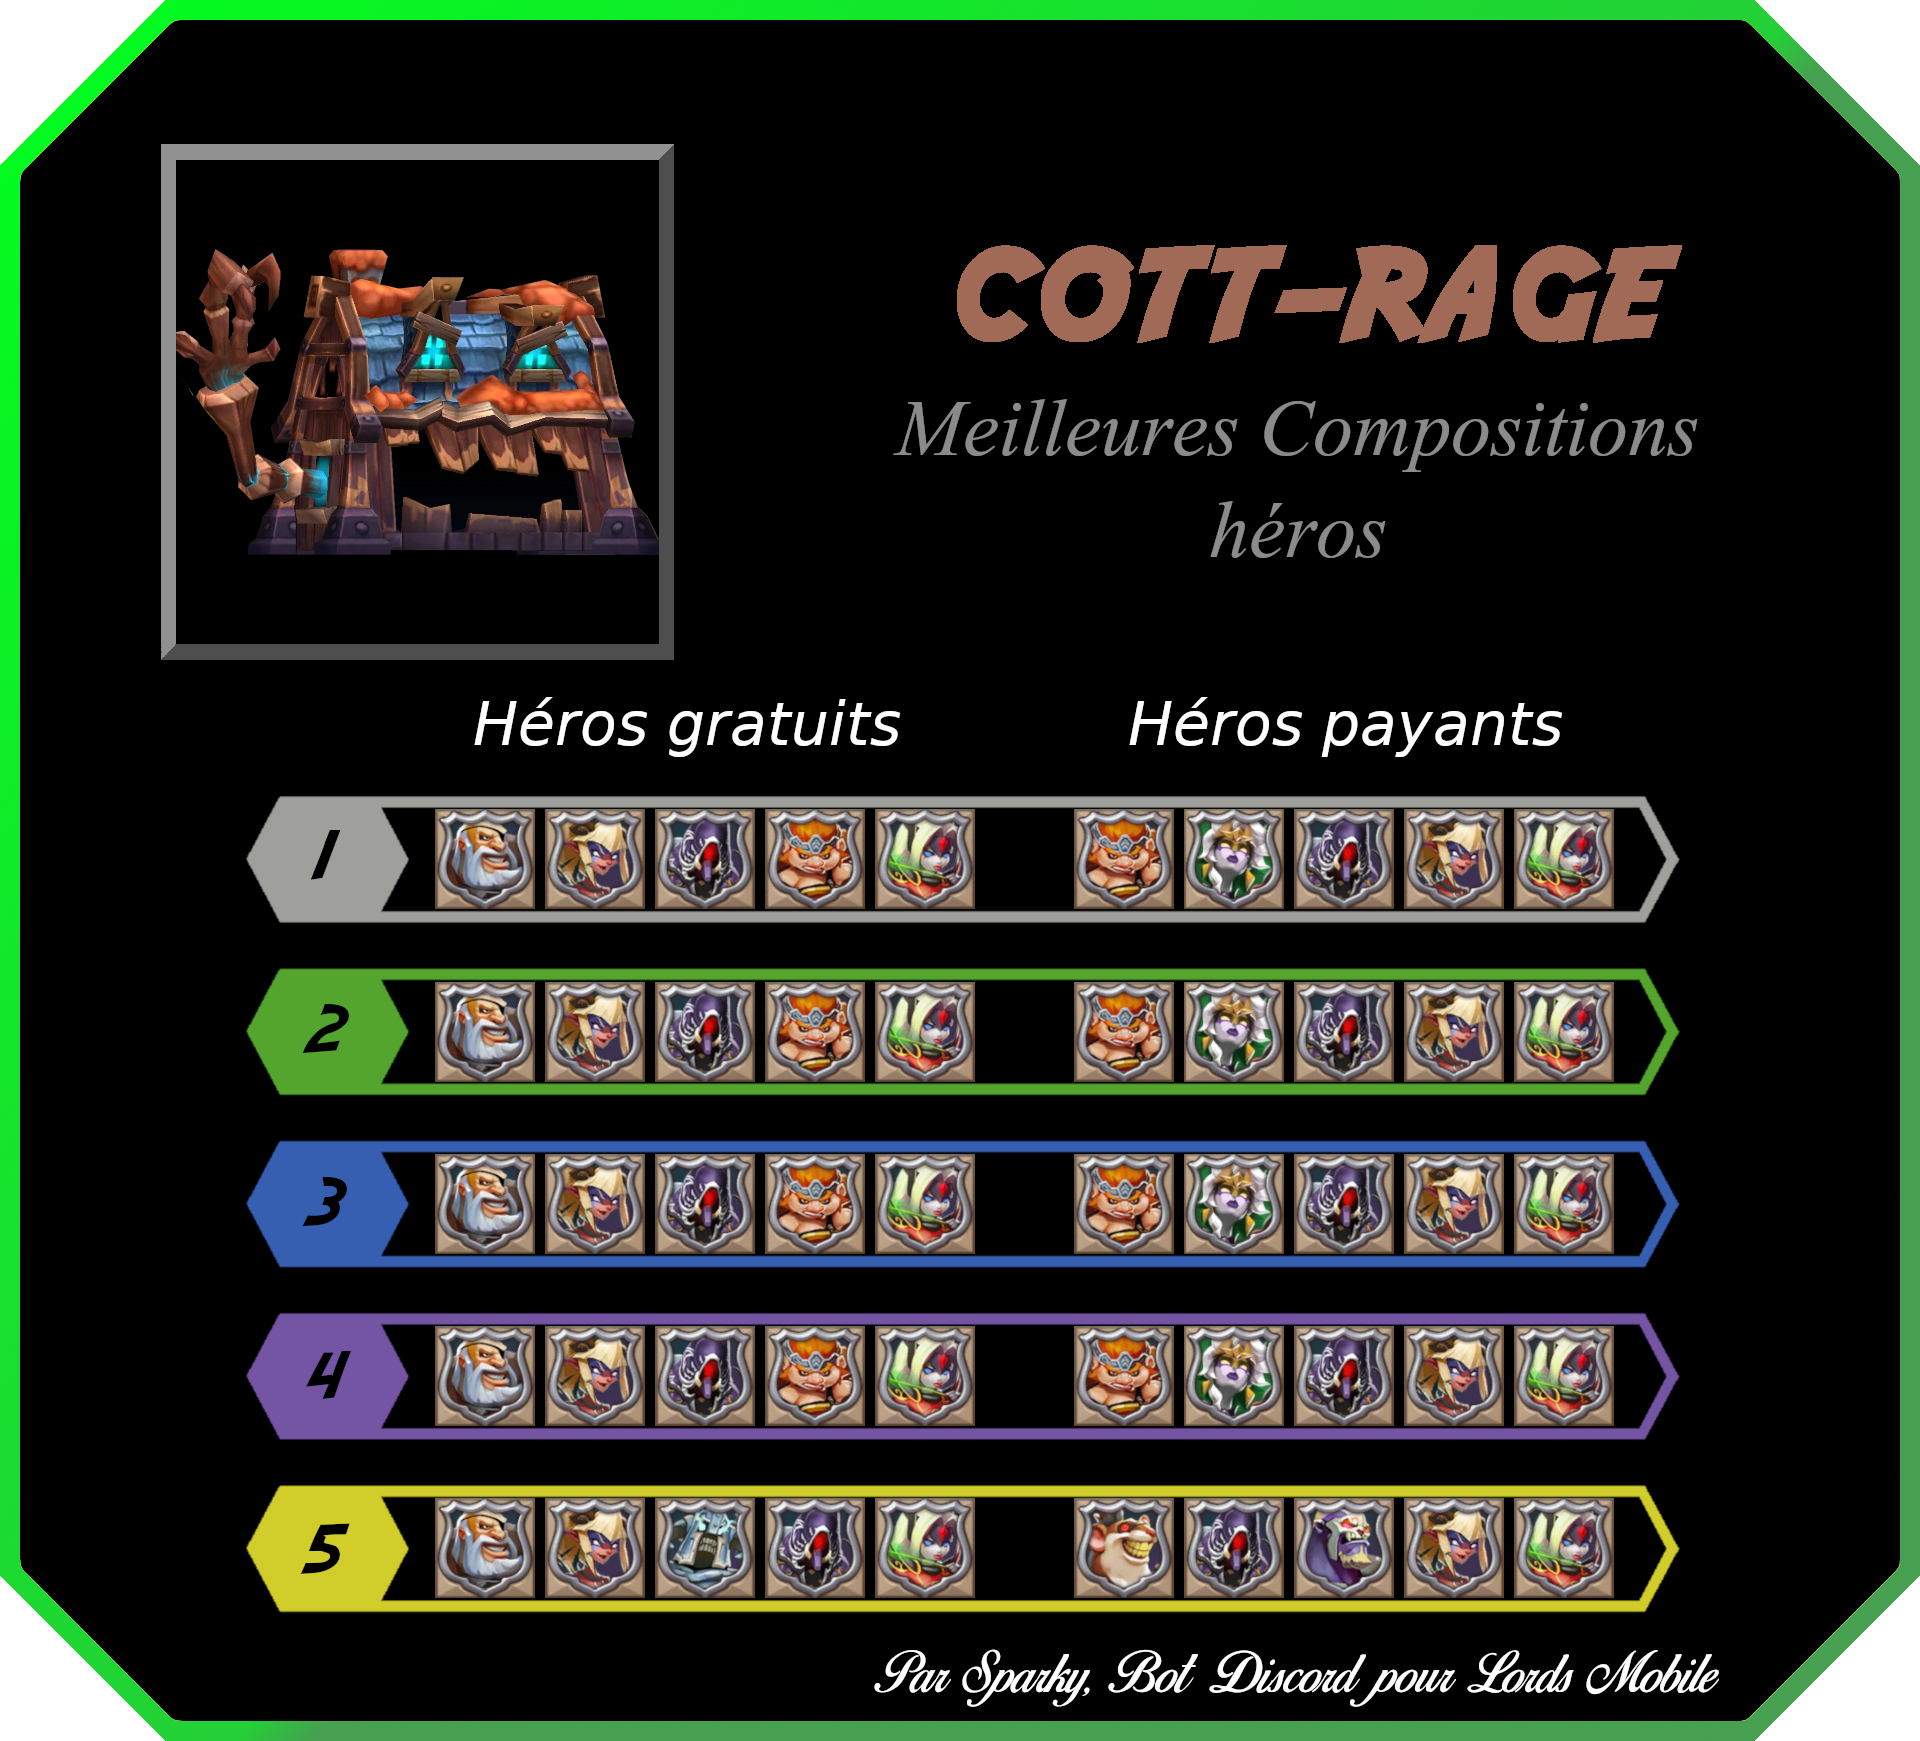 COTT-RAGE
Meilleures Compositions
héros
Héros gratuits Héros payants
1
2
3
4
5
Par Sparky, Bot Discord pour Lords Mobile